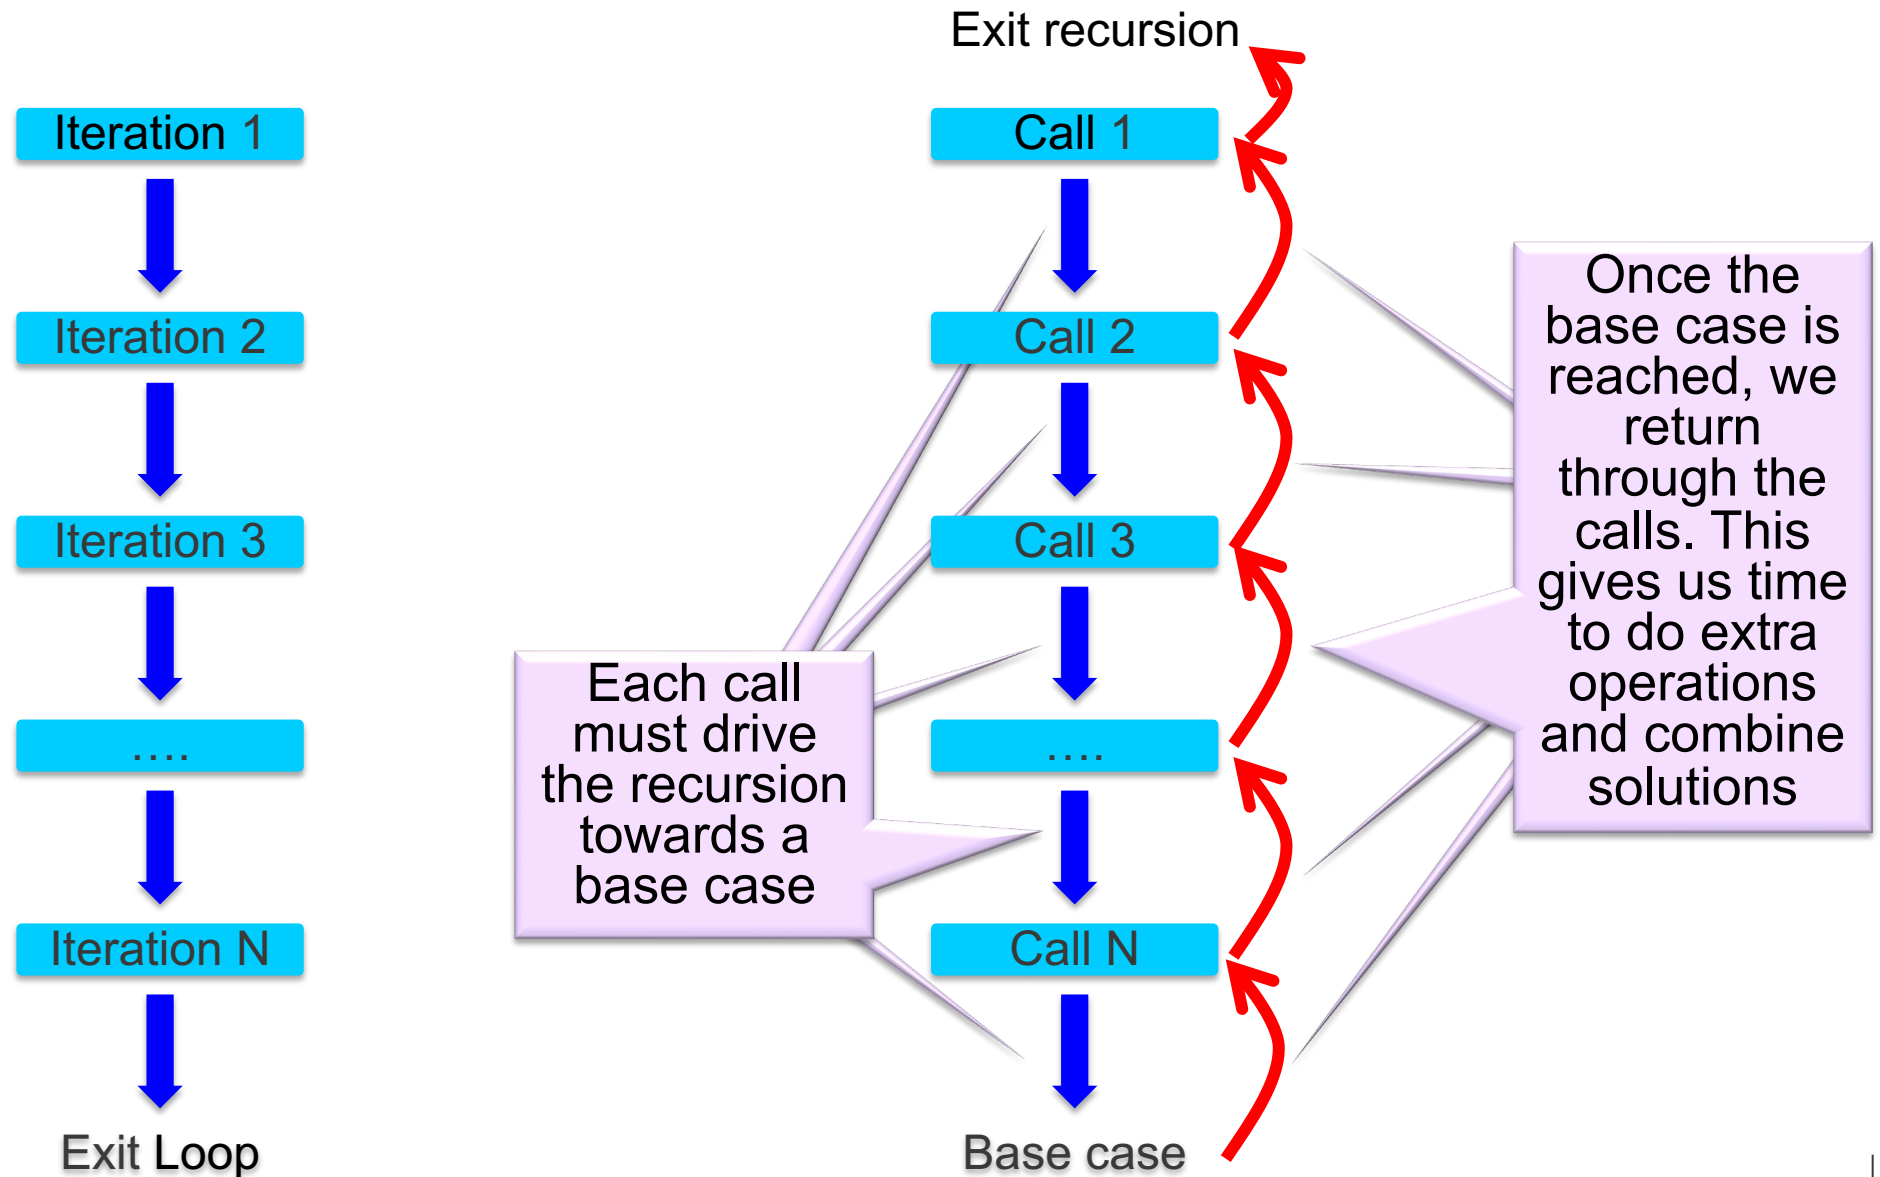 Exit recursion
Iteration 1
Iteration 2
Iteration 3
....
Iteration N
Exit Loop
Call 1
Call 2
Call 3
....
Call N
Base case
Each call
must drive
the recursion
towards a
base case
Once the
base case is
reached, we
return
through the
calls. This
gives us time
to do extra
operations
and combine
solutions